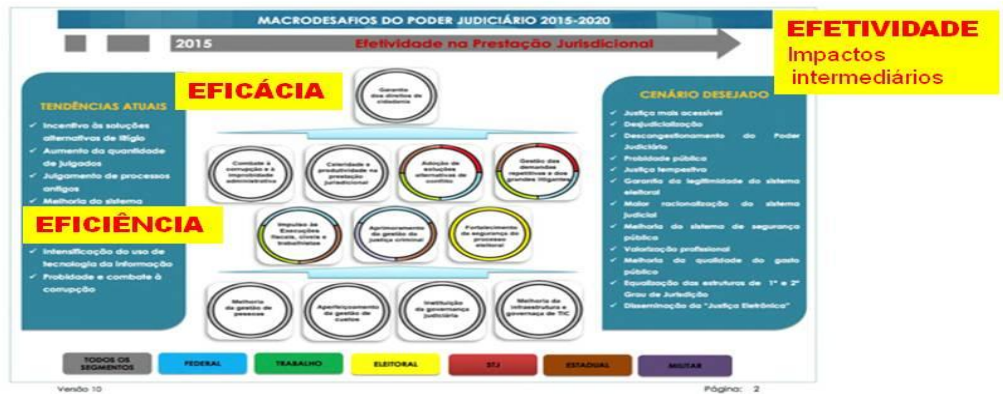 MACRODESAFIOS DO PODER JUDICIÁRIO 2015-2020
2015
Efetividade na Prestação Jurisdicional
EFETIVIDADE
Impactos
intermediários
EFICÁCIA
TENDÊNCIAS ATUAIS
✓ Incentivo às soluções
alternativas de litígio
✓ Aumento da quantidade
de julgados
✓ Julgamento de processos
antigos
✓ Melhoria do sistema
EFICIÊNCIA
✓ Intensificação do uso de
tecnologia da informação
✓ Probidade e combate à
corrupção
Garantia
dos direitos de
cidadania
Combate à
corrupção e à
improbidade
administrativa
Celeridade e
produtividade na
prestação
jurisdicional
Adoção de
soluções
alternativas de
conflito
Gestão das
demandas
repetitivas e dos
grandes litigantes
Impulso às
Execuções
fiscais, cíveis e
trabalhistas
Aprimoramento
da gestão da
justiça criminal
Fortalecimento
da segurança do
processo
eleitoral
Melhoria
da gestão de
pessoas
Aperfeiçoamento
da gestão de
custos
Instituição
da governança
judiciária
Melhoria da
infraestrutura e
governaça de TIC
CENÁRIO DESEJADO
✓ Justiça mais acessível
✓ Desjudicialização
✓ Descongestionamento do Poder
Judiciário
✓ Probidade pública
✓ Justiça tempestiva
✓ Garantia da legitimidade do sistema
eleitoral
✓ Maior racionalização do sistema
judicial
✓ Melhoria do sistema de segurança
pública
✓ Valorização profissional
✓ Melhoria da qualidade do gasto
público
✓ Equalização das estruturas de 1º e 2º
Grau de Jurisdição
✓ Disseminação da "Justiça Eletrônica"
TODOS OS
SEGMENTOS
FEDERAL
TRABALHO
ELEITORAL
STJ
ESTADUAL
MILITAR
Versão 10
Página: 2